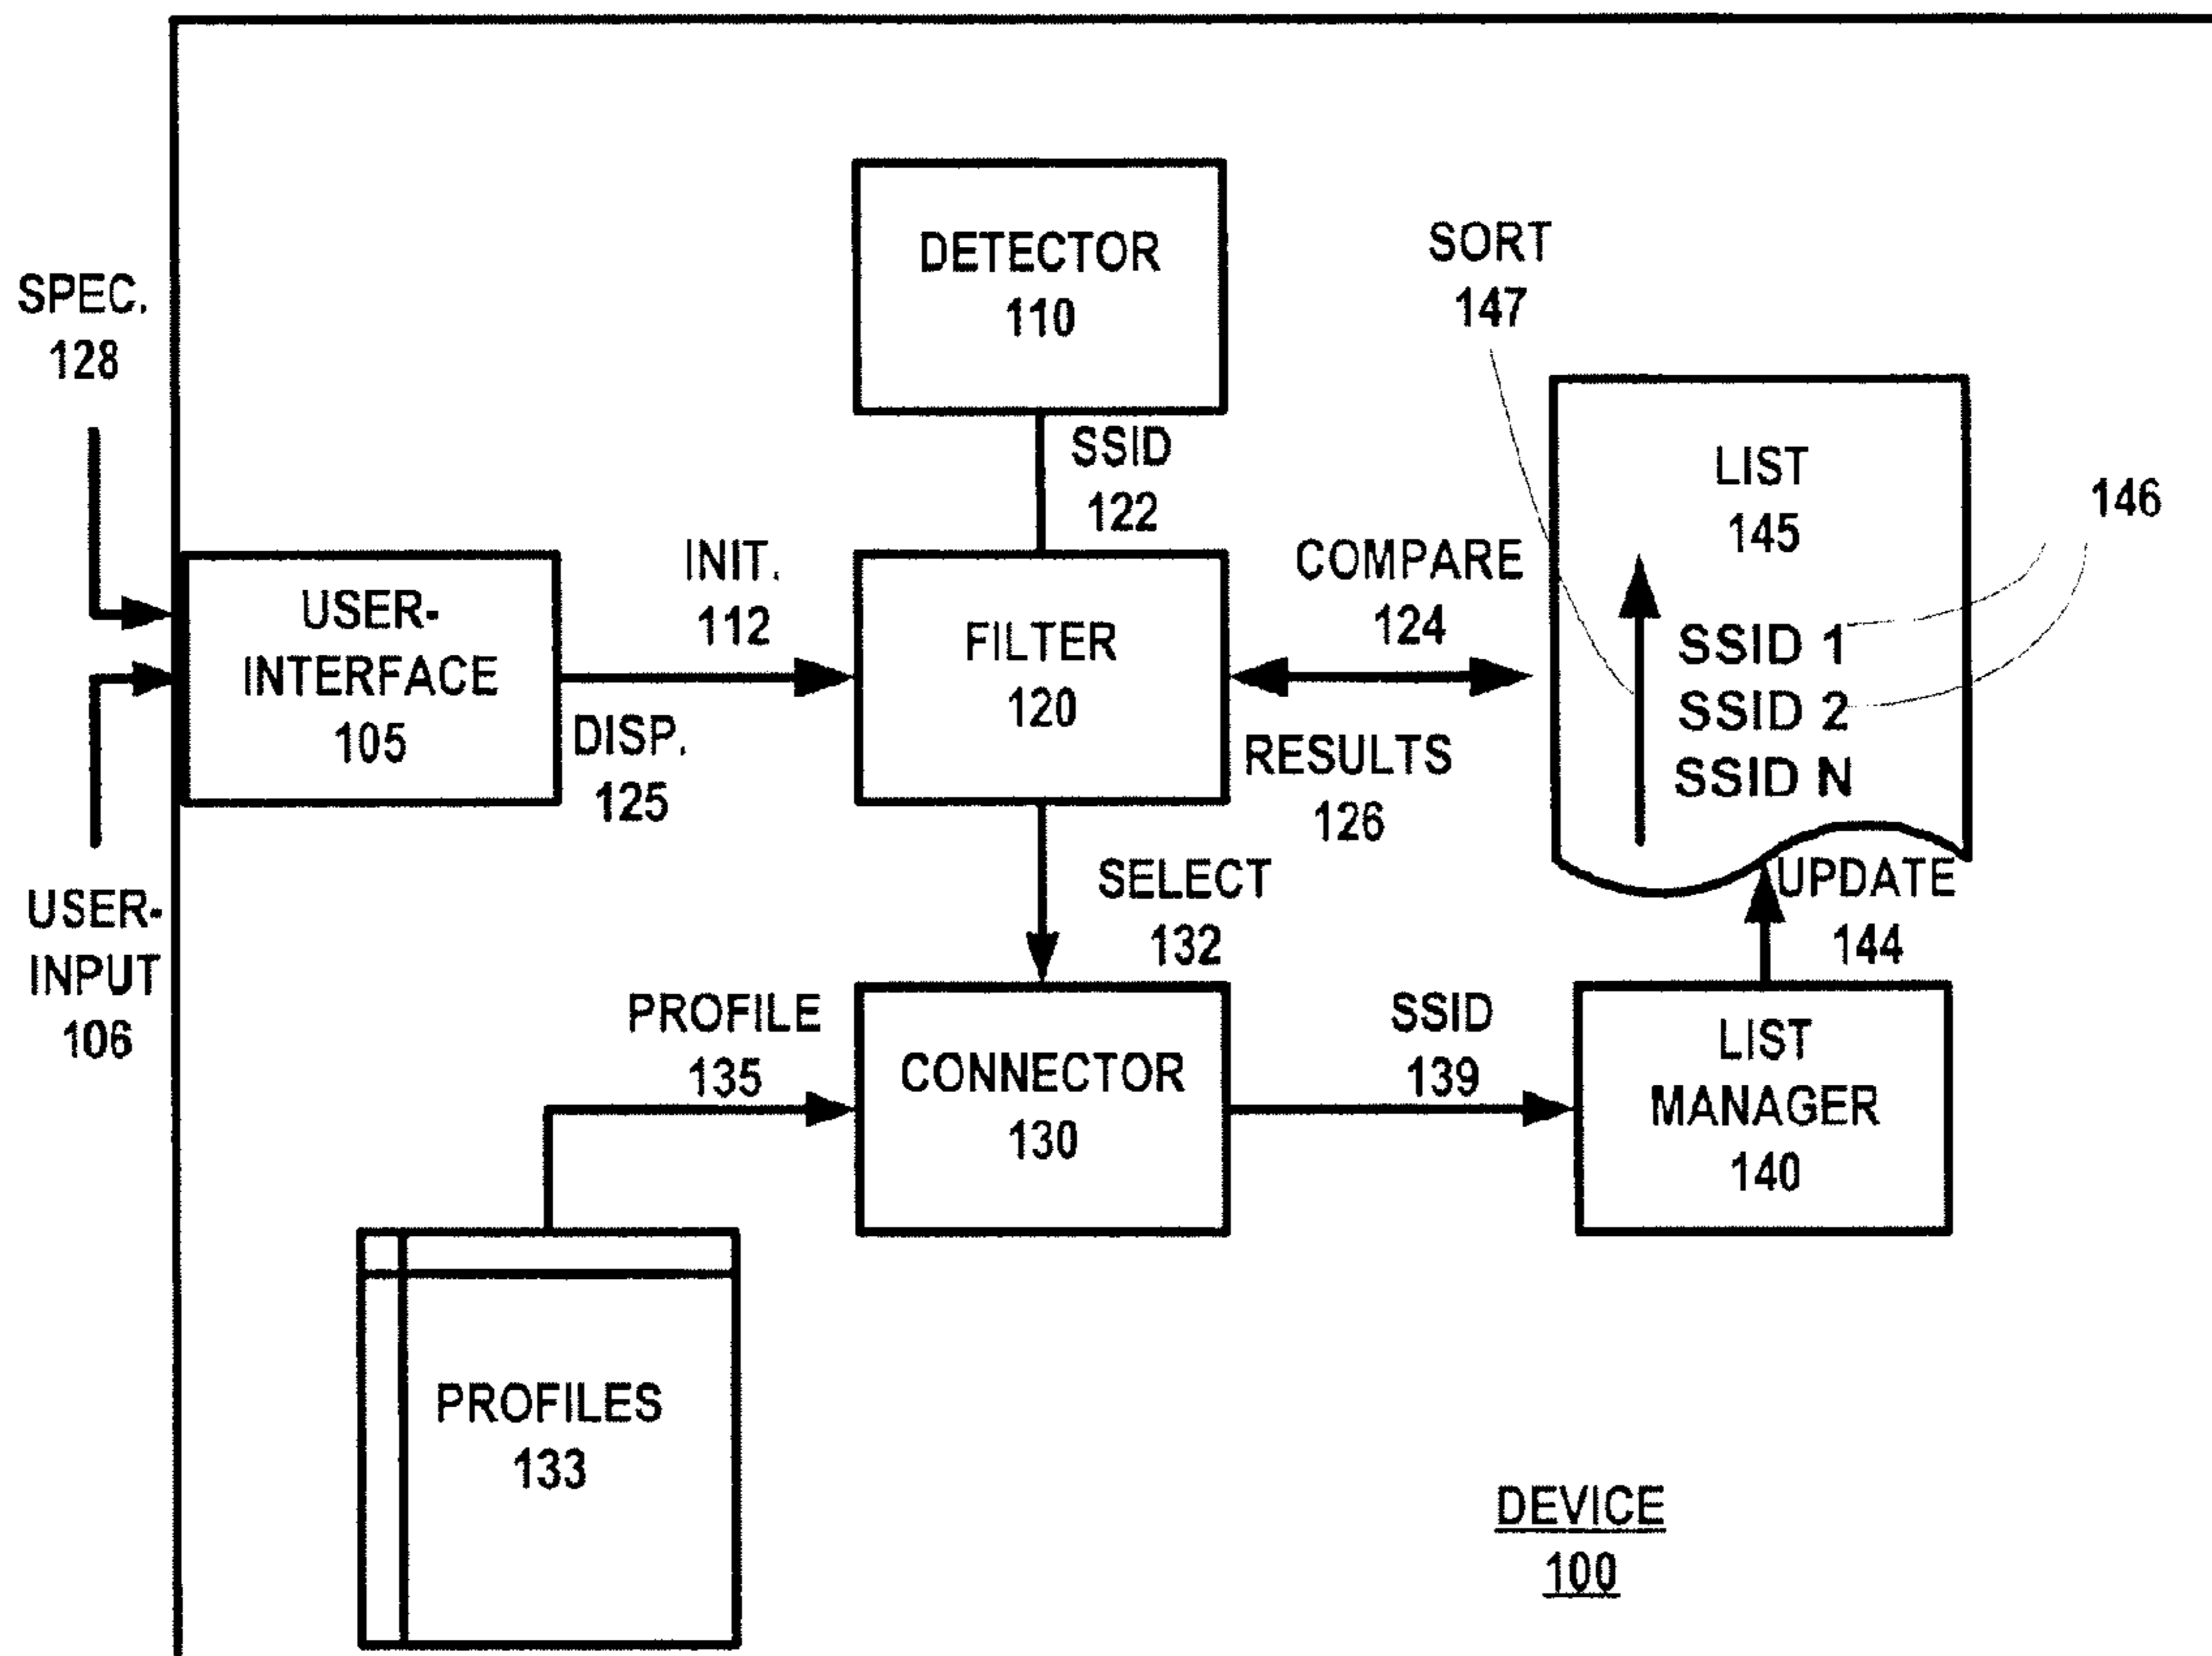 DETECTOR
110
SORT
147
SPEC.
128
SSID
122
LIST
145
146
INIT.
112
COMPARE
124
USER-
INTERFACE
105
FILTER
120
SSID 1
SSID 2
SSID N
DISP.
125
RESULTS
126
SELECT
132
UPDATE
144
USER-
INPUT
106
PROFILE
135
CONNECTOR
130
SSID
139
LIST
MANAGER
140
PROFILES
133
DEVICE
100